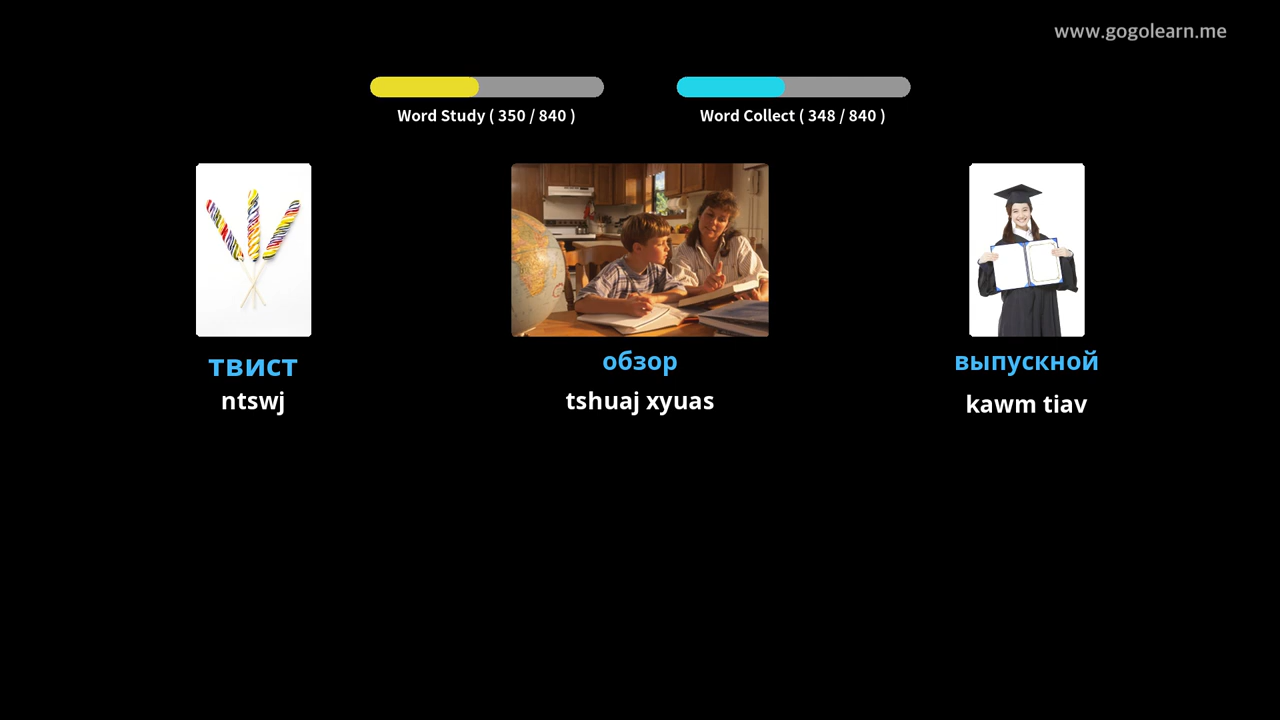 www.gogolearn.me
Word Study ( 350 / 840 )
Word Collect ( 348 / 840 )
твист
ntswj
обзор
tshuaj xyuas
выпускной
kawm tiav